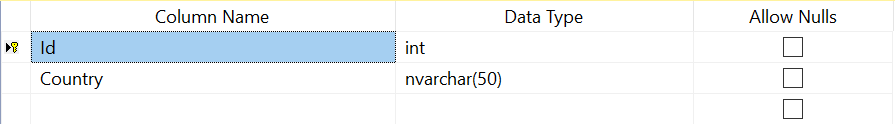 Column Name Data Type Allow Nulls
Id int
Country nvarchar(50)